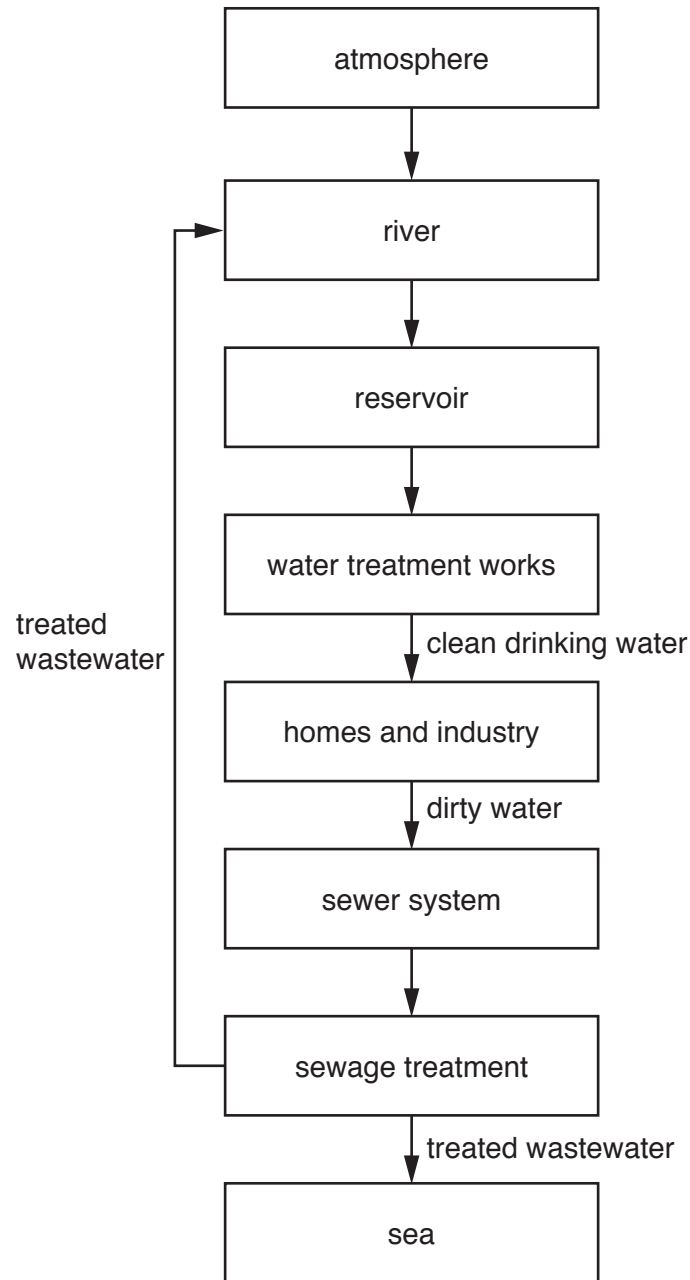 atmosphere
river
reservoir
water treatment works
treated
wastewater
clean drinking water
homes and industry
dirty water
sewer system
sewage treatment
treated wastewater
sea